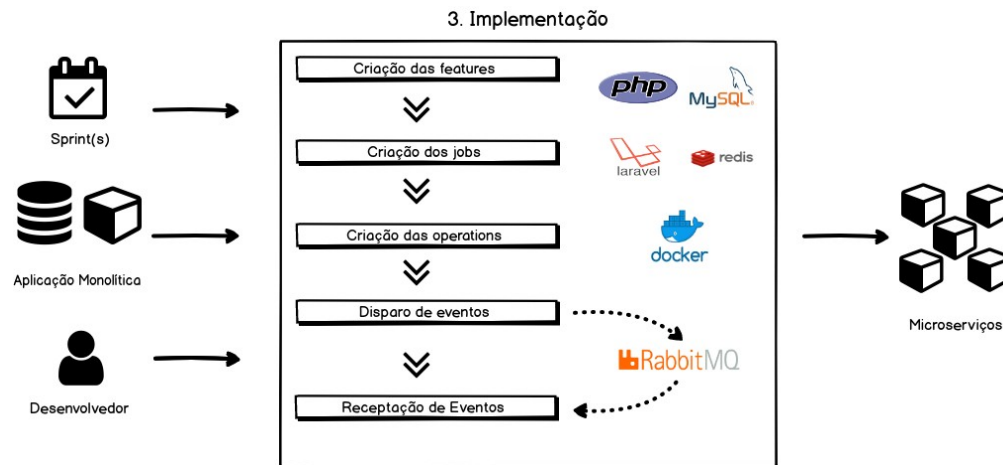 3. Implementação
Sprint(s)
Aplicação Monolítica
Desenvolvedor
Criação das features
Criação dos jobs
Criação das operations
Disparo de eventos
Receptação de Eventos
php
MySQL
laravel
redis
docker
RabbitMQ
Microserviços